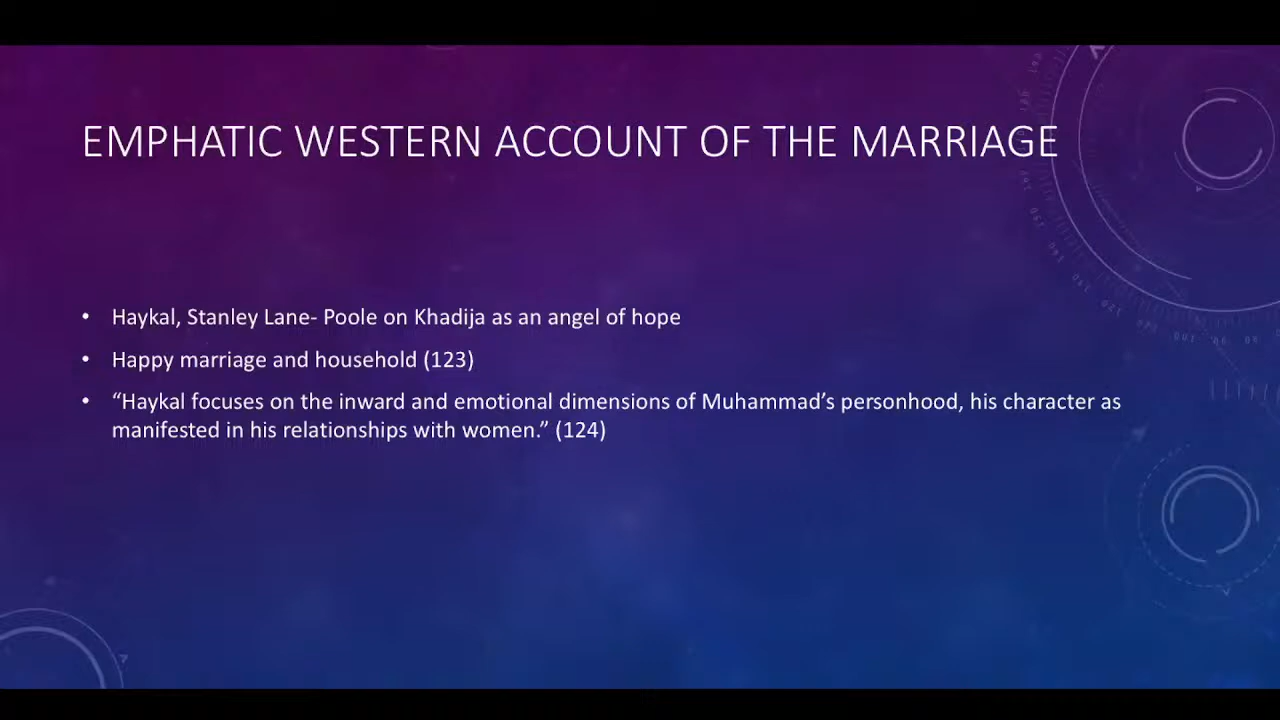 EMPHATIC WESTERN ACCOUNT OF THE MARRIAGE
• Haykal, Stanley Lane- Poole on Khadija as an angel of hope
• Happy marriage and household (123)
• “Haykal focuses on the inward and emotional dimensions of Muhammad’s personhood, his character as
manifested in his relationships with women.” (124)